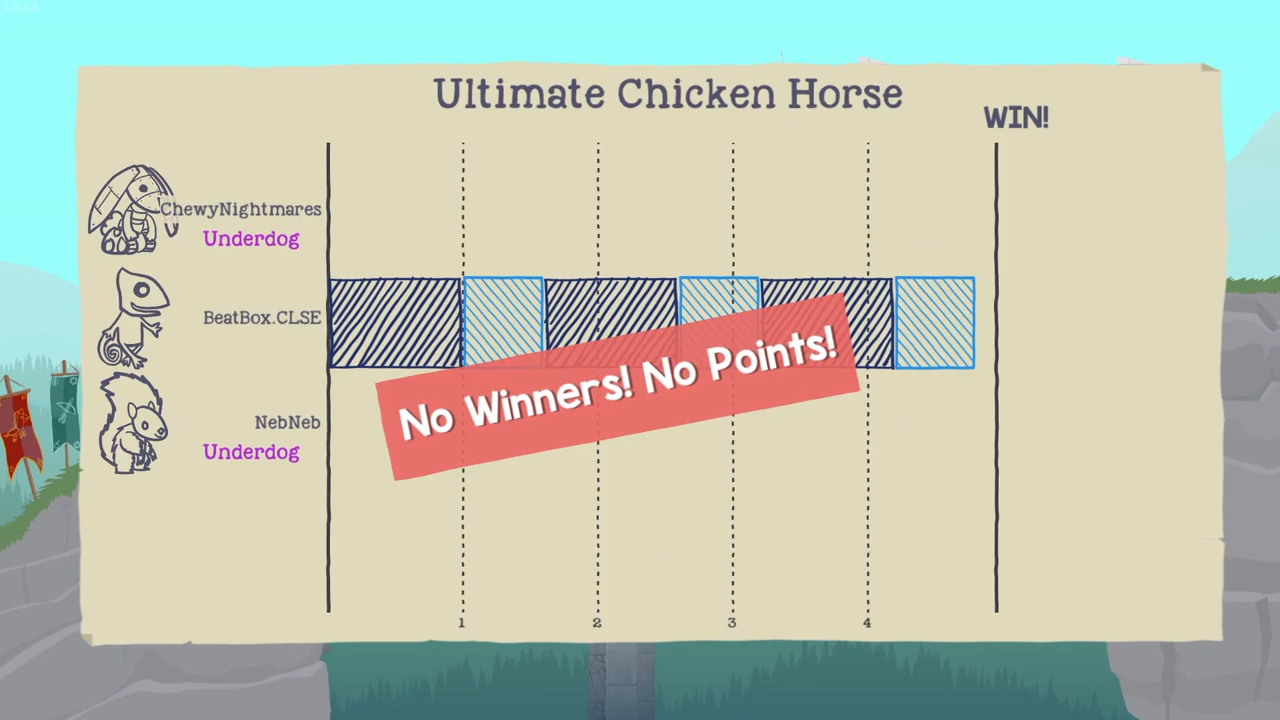 Ultimate Chicken Horse
WIN!
ChewyNightmares
Underdog
BeatBox.CLSE
No Winners! No Points!
NebNeb
Underdog
1 2 3 4